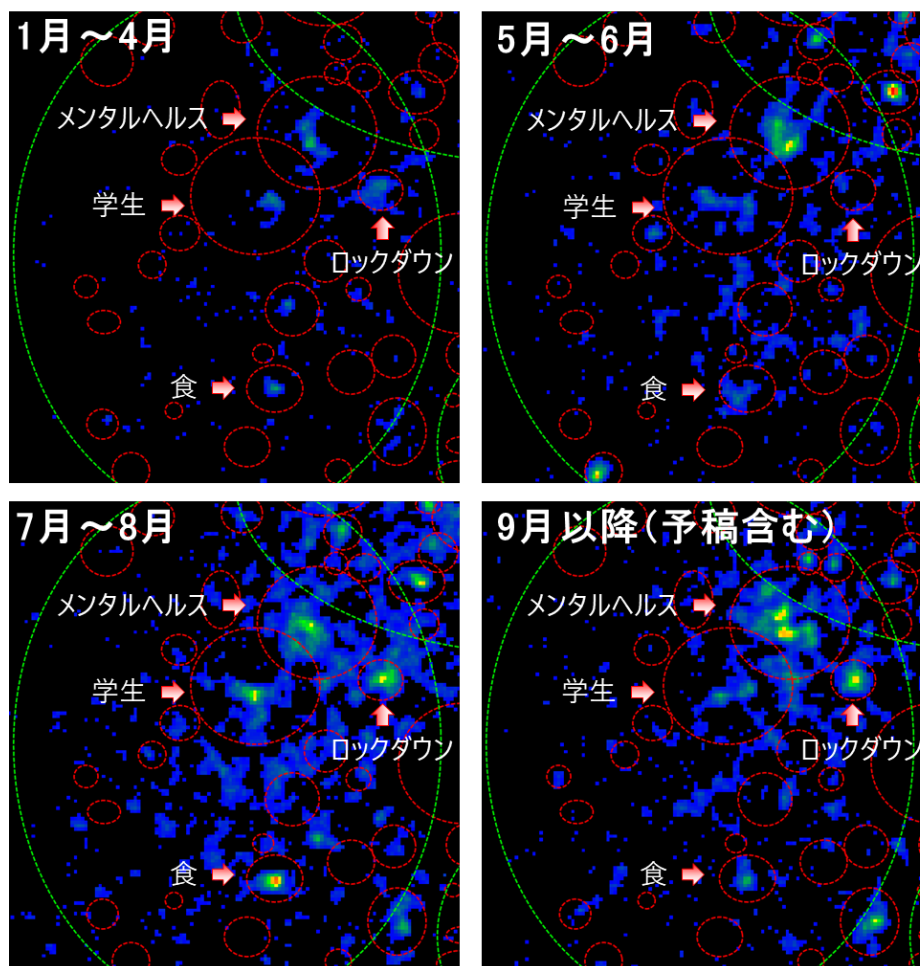 1月～4月
メンタルヘルス
学生
ロックダウン
食
5月～6月
メンタルヘルス
学生
ロックダウン
食
7月～8月
メンタルヘルス
学生
ロックダウン
食
9月以降(予稿含む)
メンタルヘルス
学生
ロックダウン
食